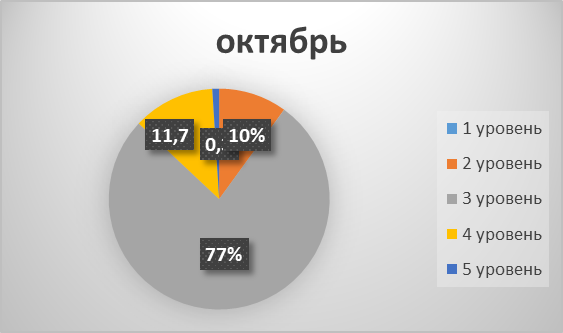 октябрь
11,7
10%
77%
1 уровень
2 уровень
3 уровень
4 уровень
5 уровень